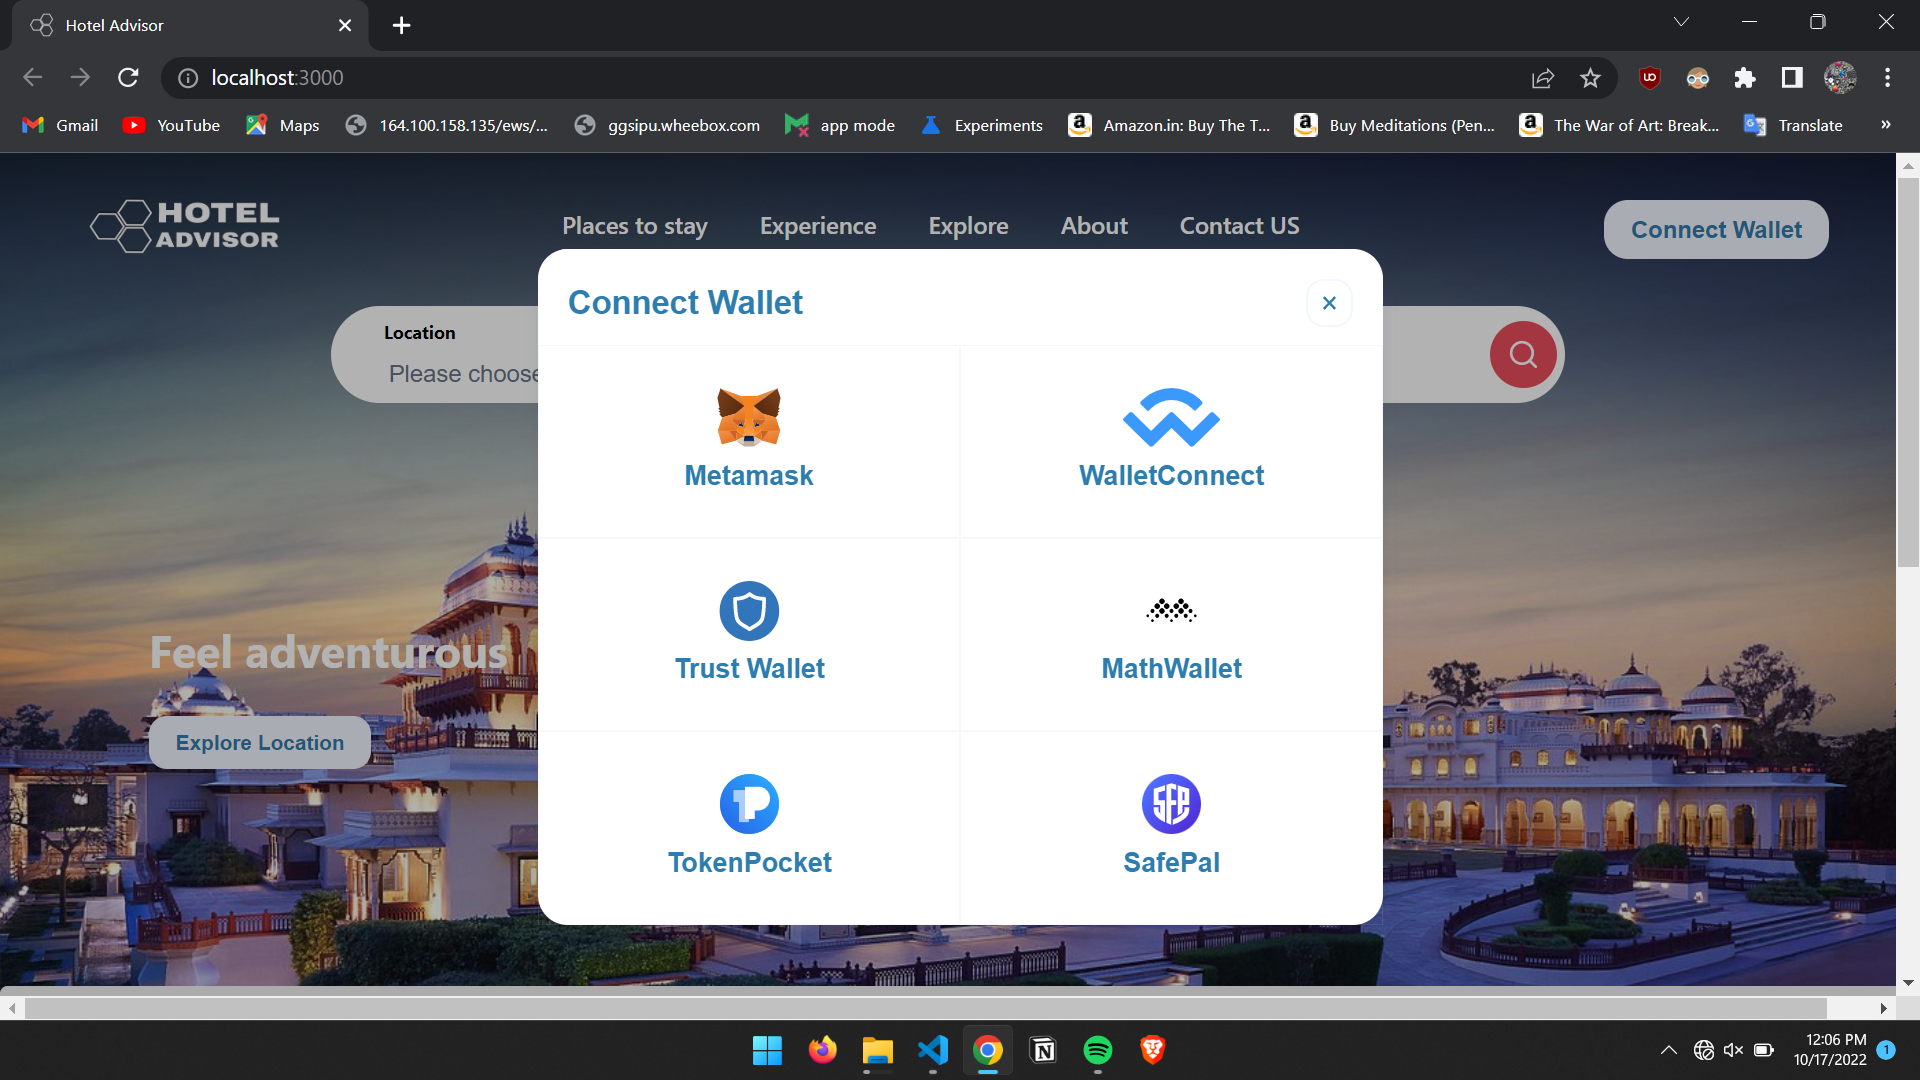 Hotel Advisor
localhost:3000
Gmail
YouTube
Maps
164.100.158.135/ews/...
ggsipu.wheebox.com
app mode
Experiments
Amazon.in: Buy The T...
Buy Meditations (Pen...
The War of Art: Break...
Translate
»
HOTEL
ADVISOR
Places to stay
Experience
Explore
About
Contact US
Connect Wallet
Location
Please choose
Connect Wallet
Metamask
WalletConnect
Trust Wallet
MathWallet
TokenPocket
SafePal
Feel adventurous
Explore Location
12:06 PM
10/17/2022
1